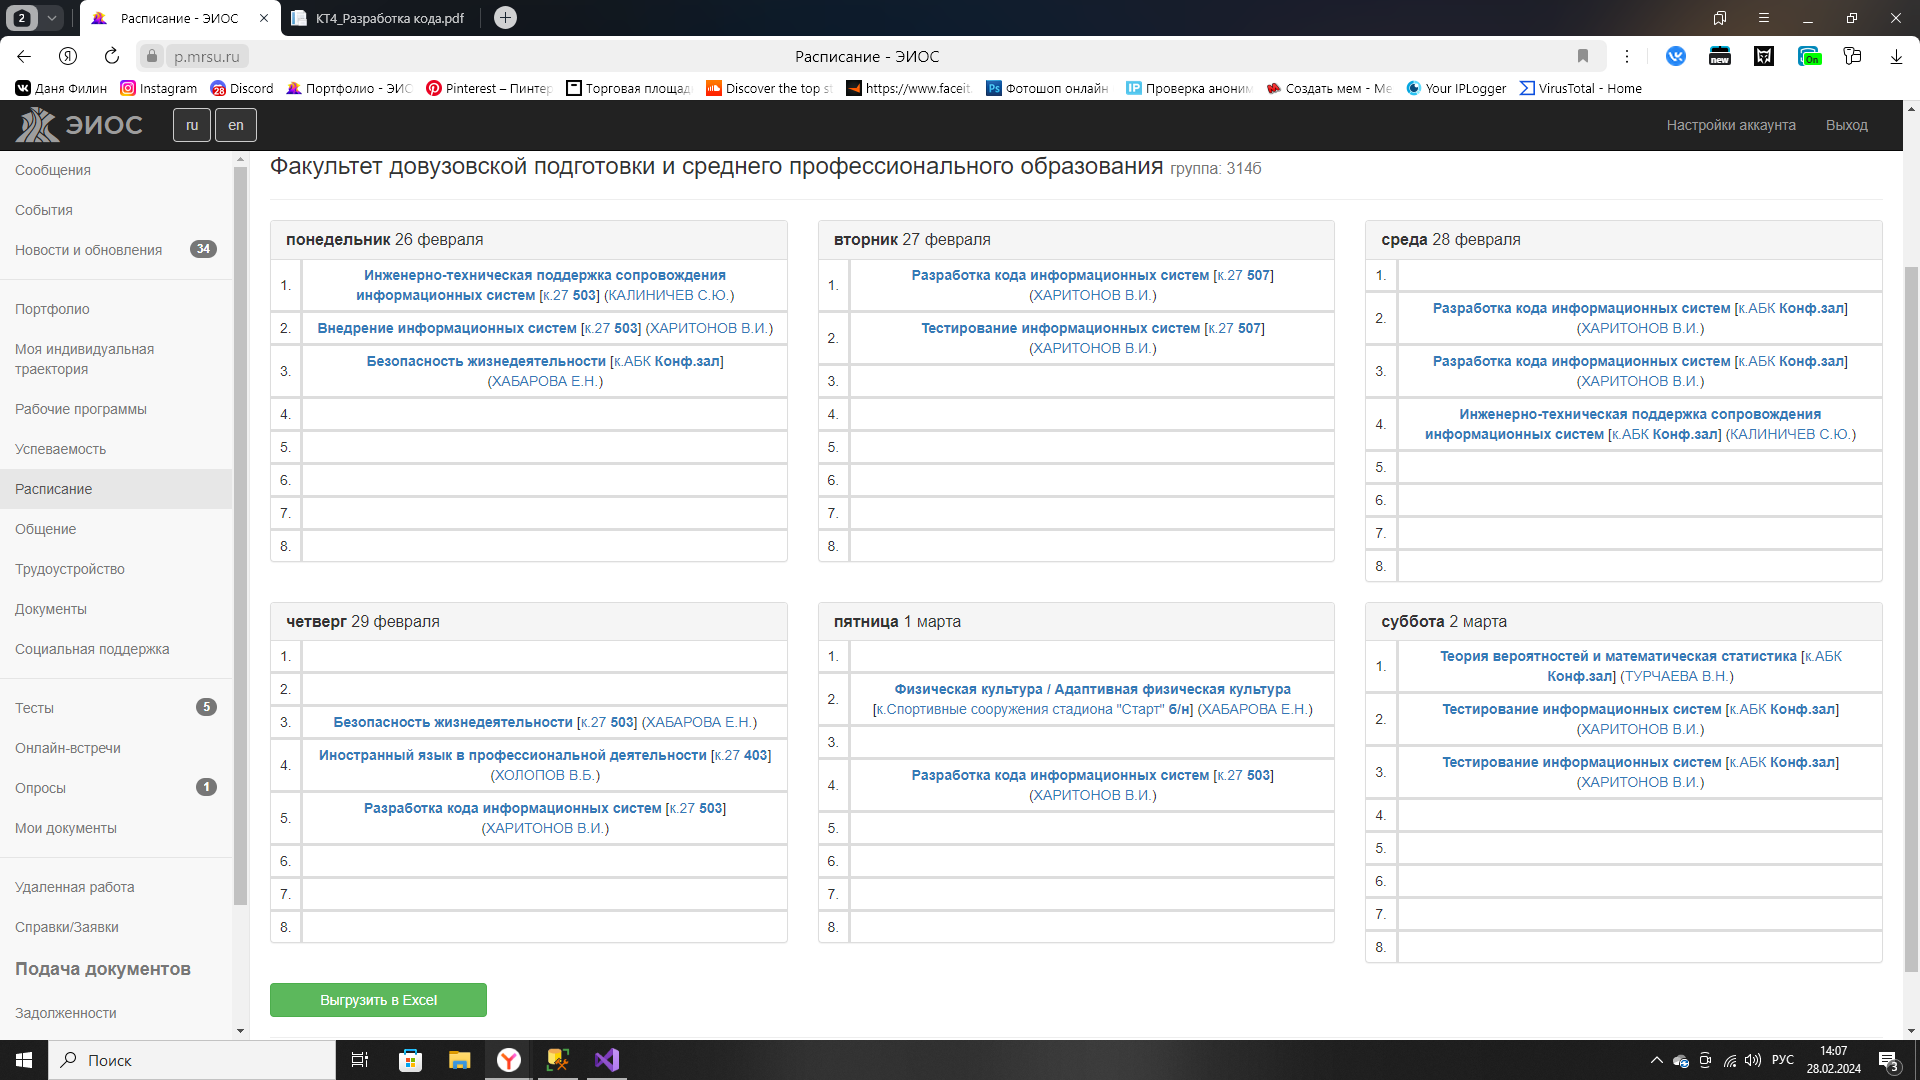 2
Расписание - ЭИОС
КТ4_Разработка кода.pdf
p.mrsu.ru
Расписание - ЭИОС
new
On
Даня Филин
Instagram
28
Discord
Портфолио - ЭИС
Pinterest – Пинтер
Торговая площад
Discover the top st
https://www.faceit.
Ps
Фотошоп онлайн
IP
Проверка аноним
Создать мем - Ме
Your IPLogger
VirusTotal - Home
ЭИОС
ru
en
Настройки аккаунта
Выход
Сообщения
События
Новости и обновления 34
Портфолио
Моя индивидуальная
траектория
Рабочие программы
Успеваемость
Расписание
Общение
Трудоустройство
Документы
Социальная поддержка
Тесты 5
Онлайн-встречи
Опросы 1
Мои документы
Удаленная работа
Справки/Заявки
Подача документов
Задолженности
Факультет довузовской подготовки и среднего профессионального образования группа: 314б
понедельник 26 февраля
1. Инженерно-техническая поддержка сопровождения
информационных систем [к.27 503] (КАЛИНИЧЕВ С.Ю.)
2. Внедрение информационных систем [к.27 503] (ХАРИТОНОВ В.И.)
3. Безопасность жизнедеятельности [к.АБК Конф.зал]
(ХАБАРОВА Е.Н.)
4.
5.
6.
7.
8.
вторник 27 февраля
1. Разработка кода информационных систем [к.27 507]
(ХАРИТОНОВ В.И.)
2. Тестирование информационных систем [к.27 507]
(ХАРИТОНОВ В.И.)
3.
4.
5.
6.
7.
8.
среда 28 февраля
1.
2. Разработка кода информационных систем [к.АБК Конф.зал]
(ХАРИТОНОВ В.И.)
3. Разработка кода информационных систем [к.АБК Конф.зал]
(ХАРИТОНОВ В.И.)
4. Инженерно-техническая поддержка сопровождения
информационных систем [к.АБК Конф.зал] (КАЛИНИЧЕВ С.Ю.)
5.
6.
7.
8.
четверг 29 февраля
1.
2.
3. Безопасность жизнедеятельности [к.27 503] (ХАБАРОВА Е.Н.)
4. Иностранный язык в профессиональной деятельности [к.27 403]
(ХОЛОПОВ В.Б.)
5. Разработка кода информационных систем [к.27 503]
(ХАРИТОНОВ В.И.)
6.
7.
8.
пятница 1 марта
1.
2. Физическая культура / Адаптивная физическая культура
[к.Спортивные сооружения стадиона "Старт" б/н] (ХАБАРОВА Е.Н.)
3.
4. Разработка кода информационных систем [к.27 503]
(ХАРИТОНОВ В.И.)
5.
6.
7.
8.
суббота 2 марта
1. Теория вероятностей и математическая статистика [к.АБК
Конф.зал] (ТУРЧАЕВА В.Н.)
2. Тестирование информационных систем [к.АБК Конф.зал]
(ХАРИТОНОВ В.И.)
3. Тестирование информационных систем [к.АБК Конф.зал]
(ХАРИТОНОВ В.И.)
4.
5.
6.
7.
8.
Выгрузить в Excel
Поиск
РУС
14:07
28.02.2024
3